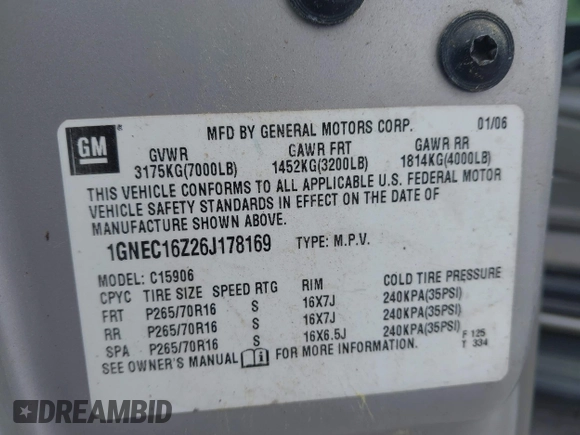 GM
MFD BY GENERAL MOTORS CORP. 01/06
GVWR GAWR FRT GAWR RR
3175KG(7000LB) 1452KG(3200LB) 1814KG(4000LB)
THIS VEHICLE CONFORMS TO ALL APPLICABLE U.S. FEDERAL MOTOR
VEHICLE SAFETY STANDARDS IN EFFECT ON THE DATE OF
MANUFACTURE SHOWN ABOVE.
1GNEC16Z26J178169 TYPE: M.P.V.
MODEL: C15906
CPYC TIRE SIZE SPEED RTG RIM COLD TIRE PRESSURE
FRT P265/70R16 S 16X7J 240KPA(35PSI)
RR P265/70R16 S 16X7J 240KPA(35PSI)
SPA P265/70R16 S 16X6.5J 240KPA(35PSI)
SEE OWNER'S MANUAL i FOR MORE INFORMATION.
F 125
T 334
DREAMBID